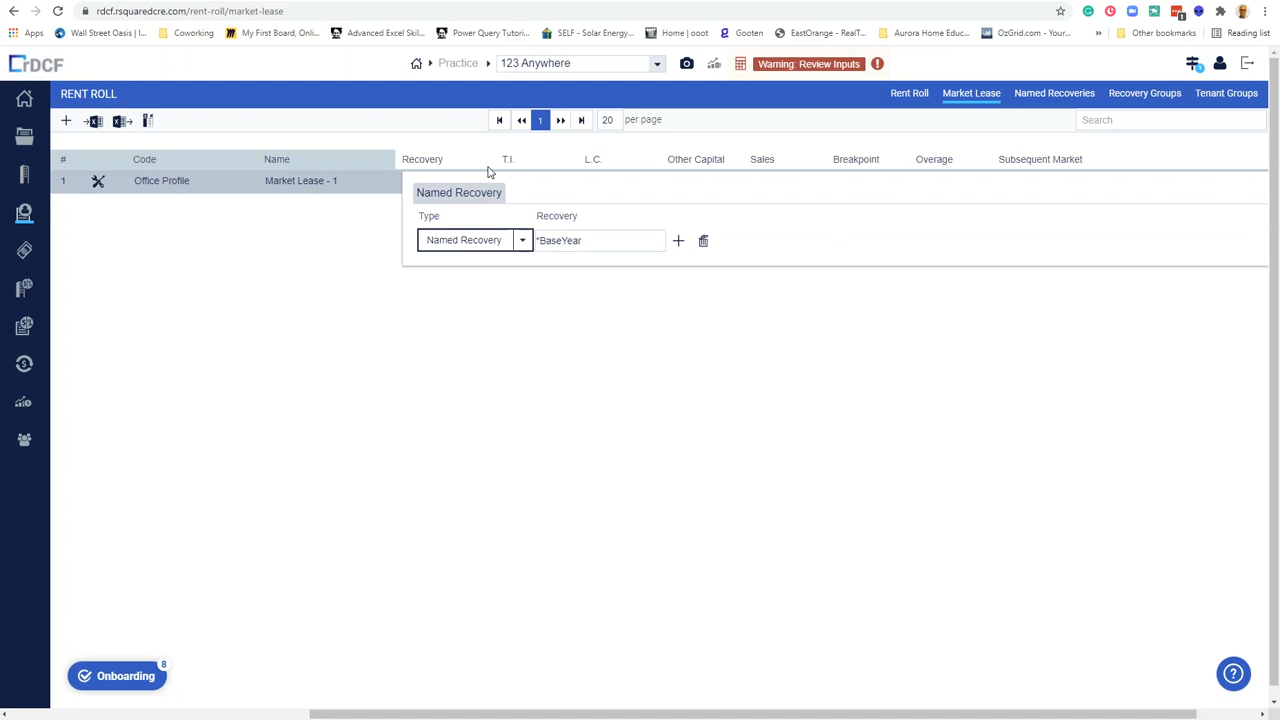 rdcf.rsquaredcre.com/rent-roll/market-lease
1
Apps Wall Street Oasis | I... Coworking My First Board, Onli... Advanced Excel Skil... Power Query Tutori... SELF - Solar Energy... Home | ooot Gooten EastOrange - RealT... Aurora Home Educ... OzGrid.com - Your... » Other bookmarks Reading list
rDCF
Practice 123 Anywhere Warning: Review Inputs 1
RENT ROLL Rent Roll Market Lease Named Recoveries Recovery Groups Tenant Groups
1 20 per page Search
# Code Name Recovery T.I. L.C. Other Capital Sales Breakpoint Overage Subsequent Market
1 Office Profile Market Lease - 1
Named Recovery
Type Recovery
Named Recovery *BaseYear
Onboarding 8
?